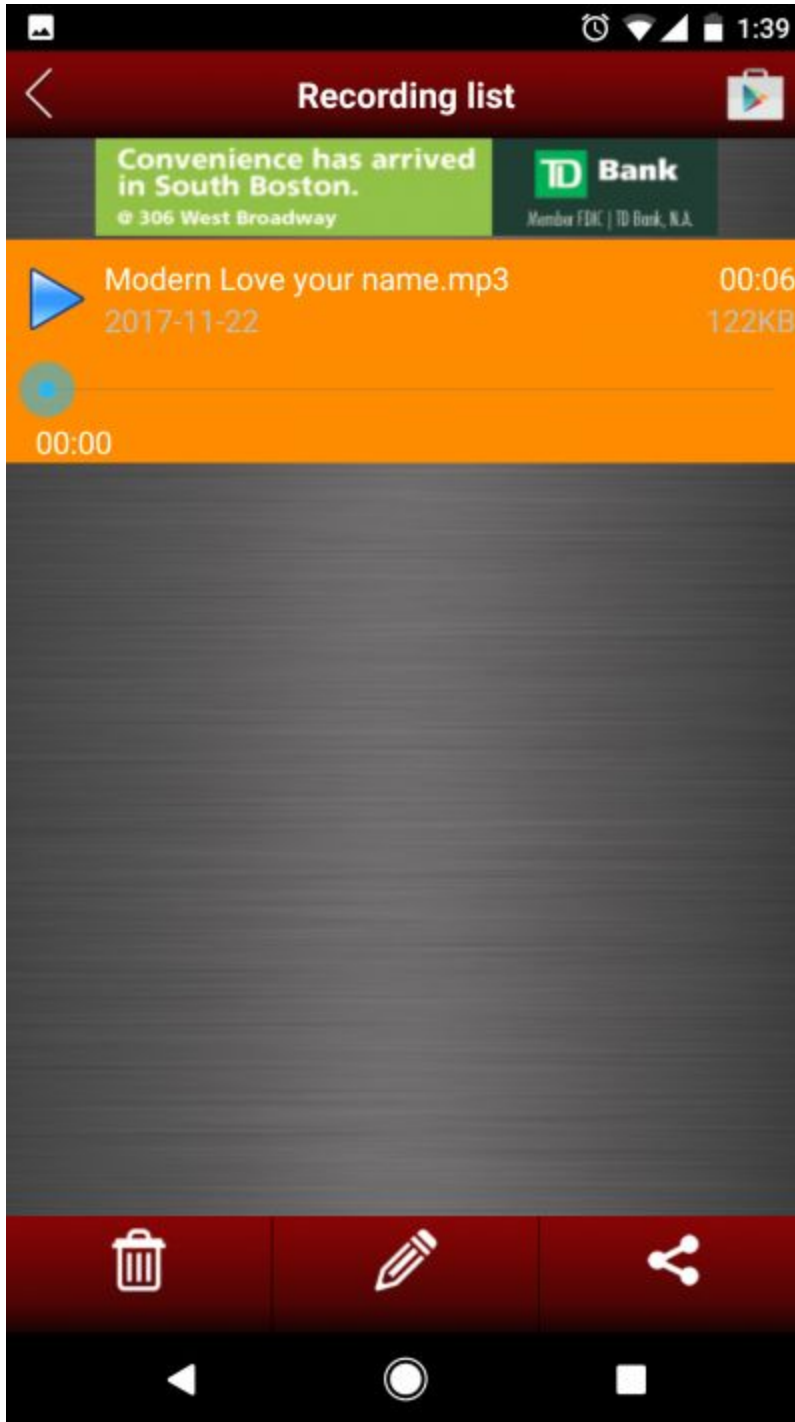 1:39
Recording list
Convenience has arrived
in South Boston.
@ 306 West Broadway
TD Bank
Member FDIC | TD Bank, N.A.
Modern Love your name.mp3 00:06
2017-11-22 122KB
00:00